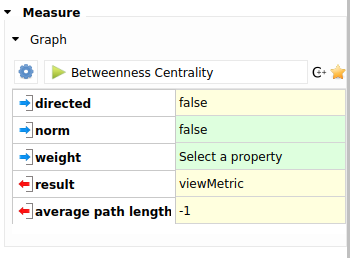 Measure
Graph
Betweenness Centrality
directed false
norm false
weight Select a property
result viewMetric
average path length -1